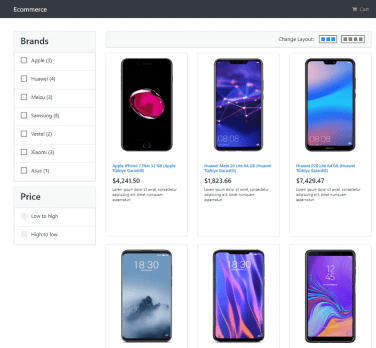 Ecommerce
Cart
Brands
Apple (3)
Huawei (4)
Meizu (3)
Samsung (8)
Vestel (2)
Xiaomi (3)
Asus (1)
Price
Low to high
High to low
Change Layout:
Apple iPhone 7 Plus 32 GB (Apple
Türkiye Garantili)
$4,241.50
Lorem ipsum dolor sit amet, consectetur
adipisicing elit. Amet numquam
aspernatur!
Huawei Mate 20 Lite 64 GB (Huawei
Türkiye Garantili)
$1,823.66
Lorem ipsum dolor sit amet, consectetur
adipisicing elit. Amet numquam
aspernatur!
Huawei P20 Lite 64 GB (Huawei
Türkiye Garantili)
$7,429.47
Lorem ipsum dolor sit amet, consectetur
adipisicing elit. Amet numquam
aspernatur!
08:08
08:08
18:30
18:30
12
45